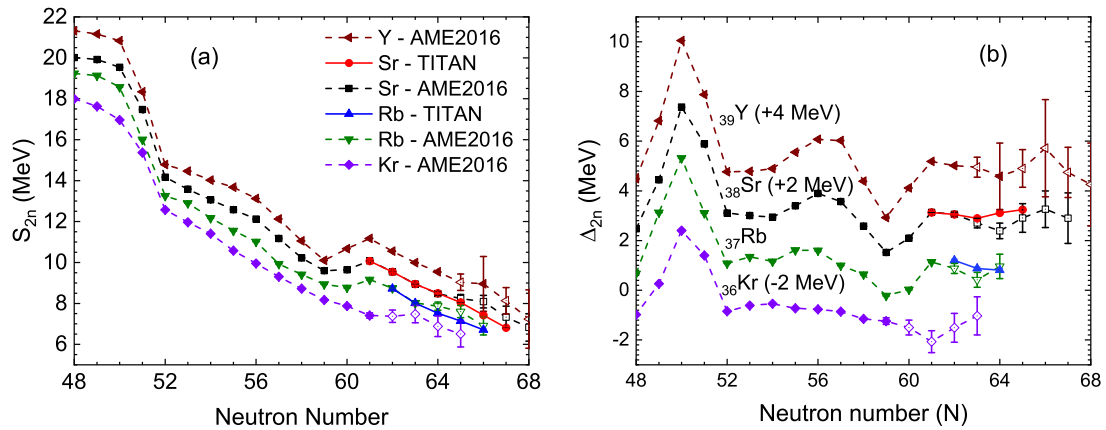 22
20
18
16
14
12
10
8
6
S2n (MeV)
(a)
Y - AME2016
Sr - TITAN
Sr - AME2016
Rb - TITAN
Rb - AME2016
Kr - AME2016
48 52 56 60 64 68
Neutron Number
10
8
6
4
2
0
-2
Δ2n (MeV)
(b)
39Y (+4 MeV)
38Sr (+2 MeV)
37Rb
36Kr (-2 MeV)
48 52 56 60 64 68
Neutron number (N)